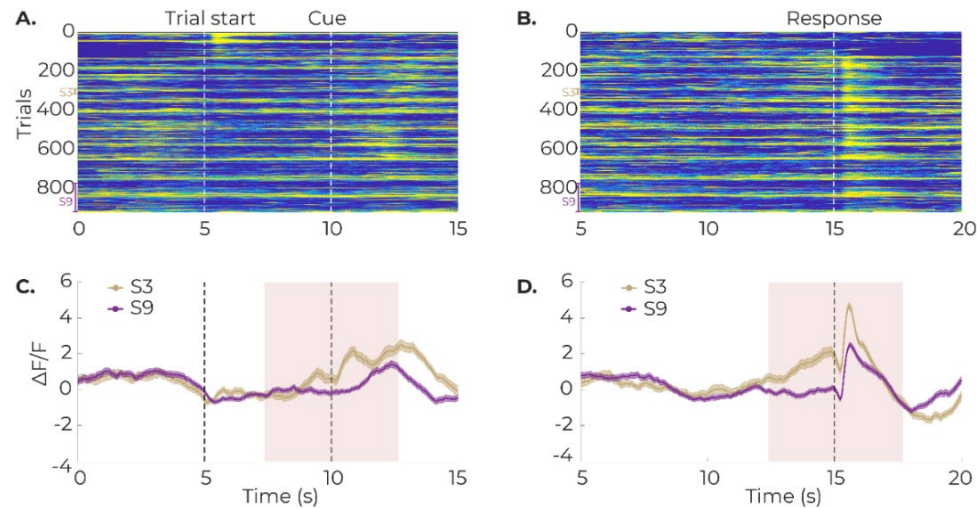 A.
Trial start
Cue
0
200
S3
400
Trials
600
800
S9
0
5
10
15
B.
Response
0
200
S3
400
600
800
S9
5
10
15
20
C.
6
S3
S9
4
2
ΔF/F
0
-2
-4
0
5
10
15
Time (s)
D.
6
S3
S9
4
2
0
-2
-4
5
10
15
20
Time (s)